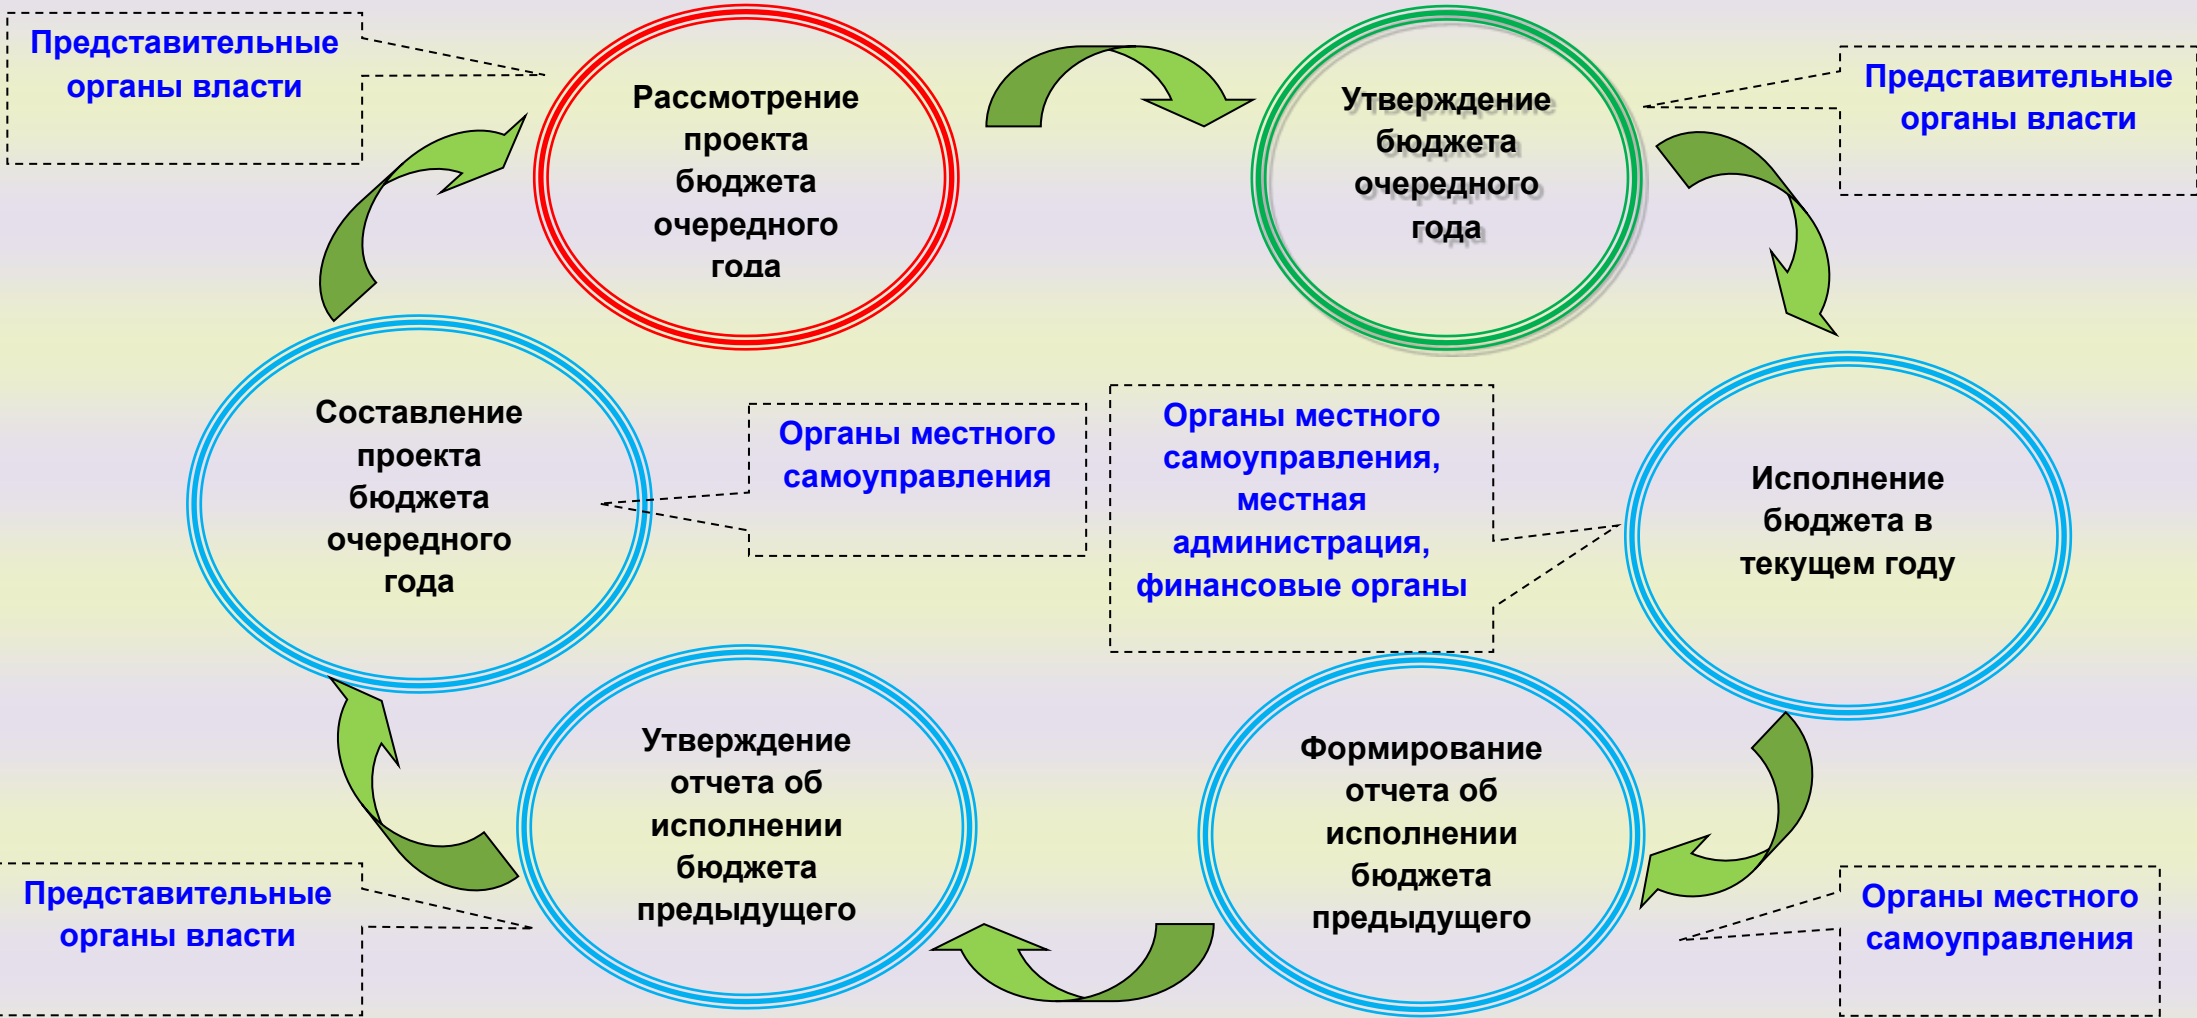 Представительные
органы власти
Рассмотрение
проекта
бюджета
очередного
года
Утверждение
бюджета
очередного
года
Представительные
органы власти
Составление
проекта
бюджета
очередного
года
Органы местного
самоуправления
Органы местного
самоуправления,
местная
администрация,
финансовые органы
Исполнение
бюджета в
текущем году
Утверждение
отчета об
исполнении
бюджета
предыдущего
Формирование
отчета об
исполнении
бюджета
предыдущего
Представительные
органы власти
Органы местного
самоуправления